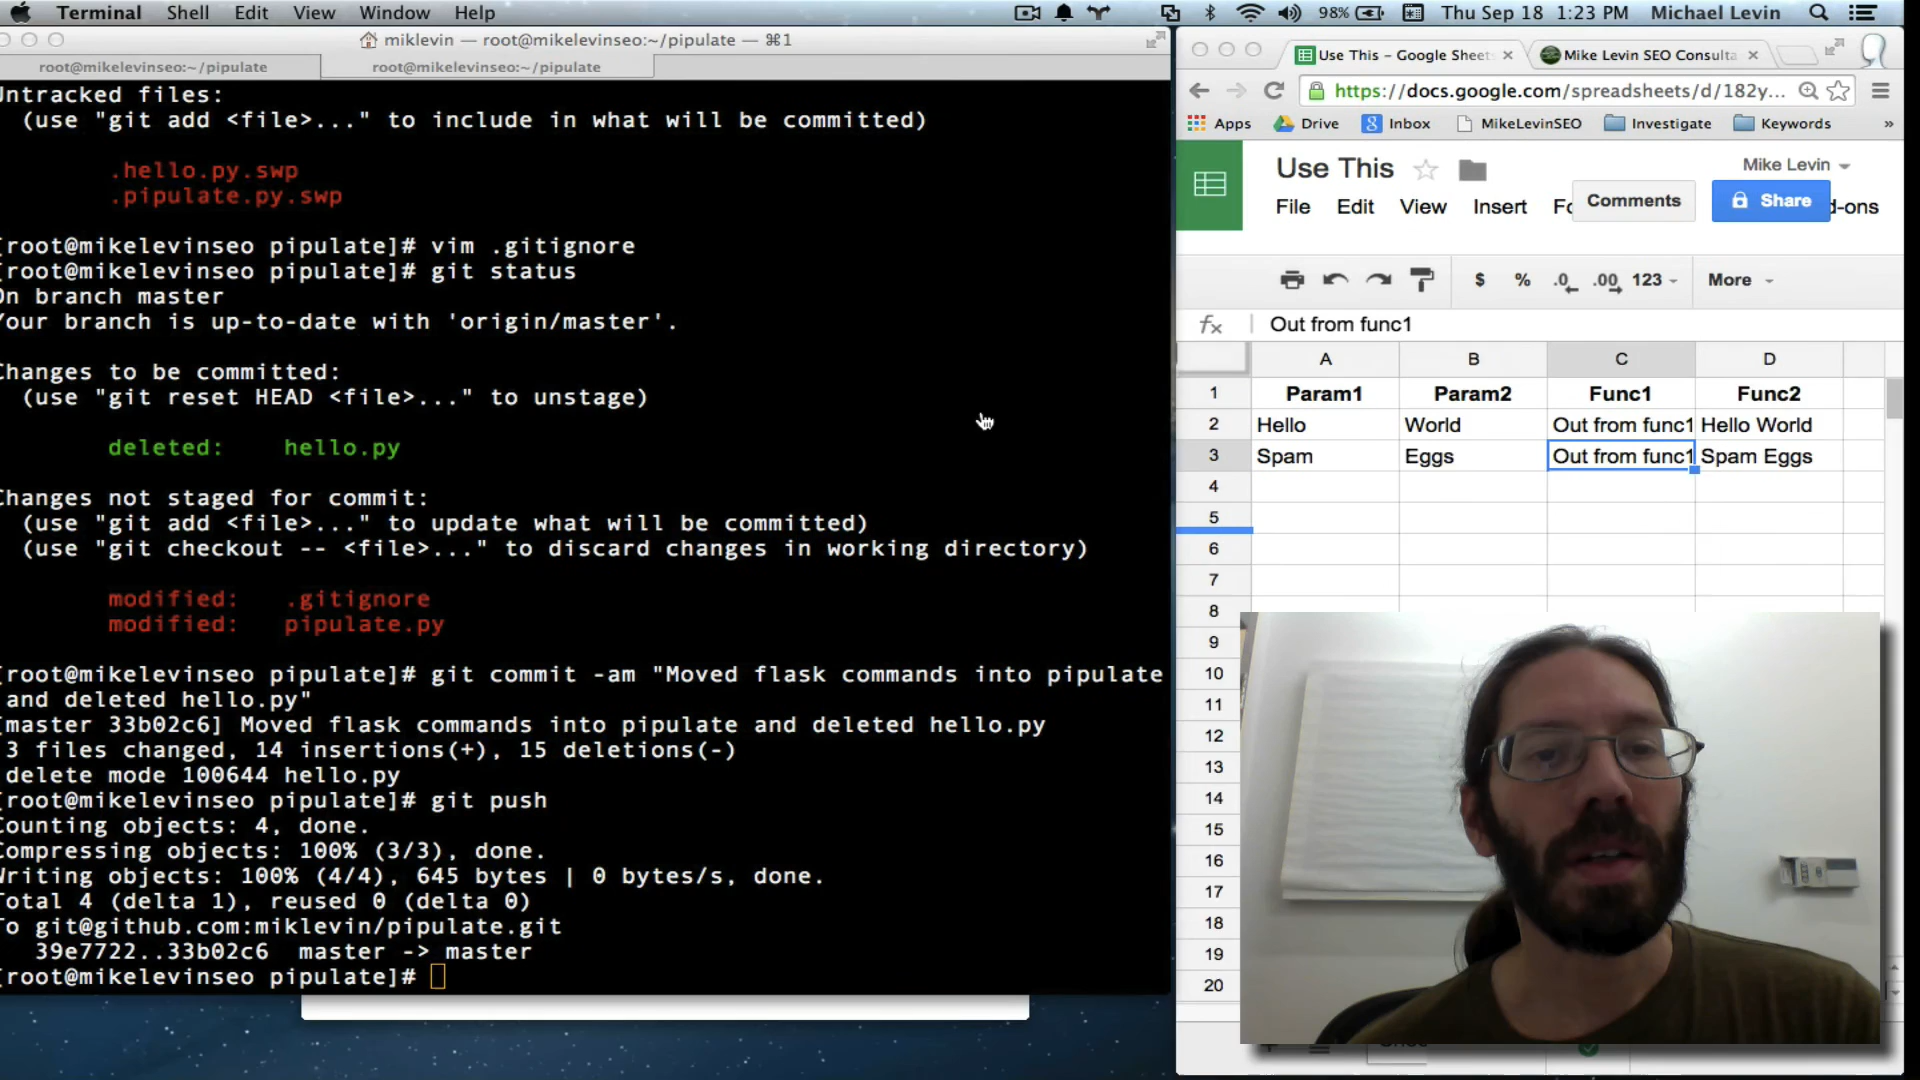 Terminal Shell Edit View Window Help 98% Thu Sep 18 1:23 PM Michael Levin
miklevin — root@mikelevinseo:~/pipulate — ⌘1
root@mikelevinseo:~/pipulate root@mikelevinseo:~/pipulate
Untracked files:
(use "git add <file>..." to include in what will be committed)
.hello.py.swp
.pipulate.py.swp
[root@mikelevinseo pipulate]# vim .gitignore
[root@mikelevinseo pipulate]# git status
On branch master
Your branch is up-to-date with 'origin/master'.
Changes to be committed:
(use "git reset HEAD <file>..." to unstage)
deleted: hello.py
Changes not staged for commit:
(use "git add <file>..." to update what will be committed)
(use "git checkout -- <file>..." to discard changes in working directory)
modified: .gitignore
modified: pipulate.py
[root@mikelevinseo pipulate]# git commit -am "Moved flask commands into pipulate
and deleted hello.py"
[master 33b02c6] Moved flask commands into pipulate and deleted hello.py
3 files changed, 14 insertions(+), 15 deletions(-)
delete mode 100644 hello.py
[root@mikelevinseo pipulate]# git push
Counting objects: 4, done.
Compressing objects: 100% (3/3), done.
Writing objects: 100% (4/4), 645 bytes | 0 bytes/s, done.
Total 4 (delta 1), reused 0 (delta 0)
To git@github.com:miklevin/pipulate.git
39e7722..33b02c6 master -> master
[root@mikelevinseo pipulate]#
Use This – Google Sheets Mike Levin SEO Consulta
https://docs.google.com/spreadsheets/d/182y...
Apps Drive Inbox MikeLevinSEO Investigate Keywords »
Use This Mike Levin
File Edit View Insert Fo Comments Share d-ons
$ % .0 .00 123 More
fx Out from func1
A B C D
1 Param1 Param2 Func1 Func2
2 Hello World Out from func1 Hello World
3 Spam Eggs Out from func1 Spam Eggs
4
5
6
7
8
9
10
11
12
13
14
15
16
17
18
19
20